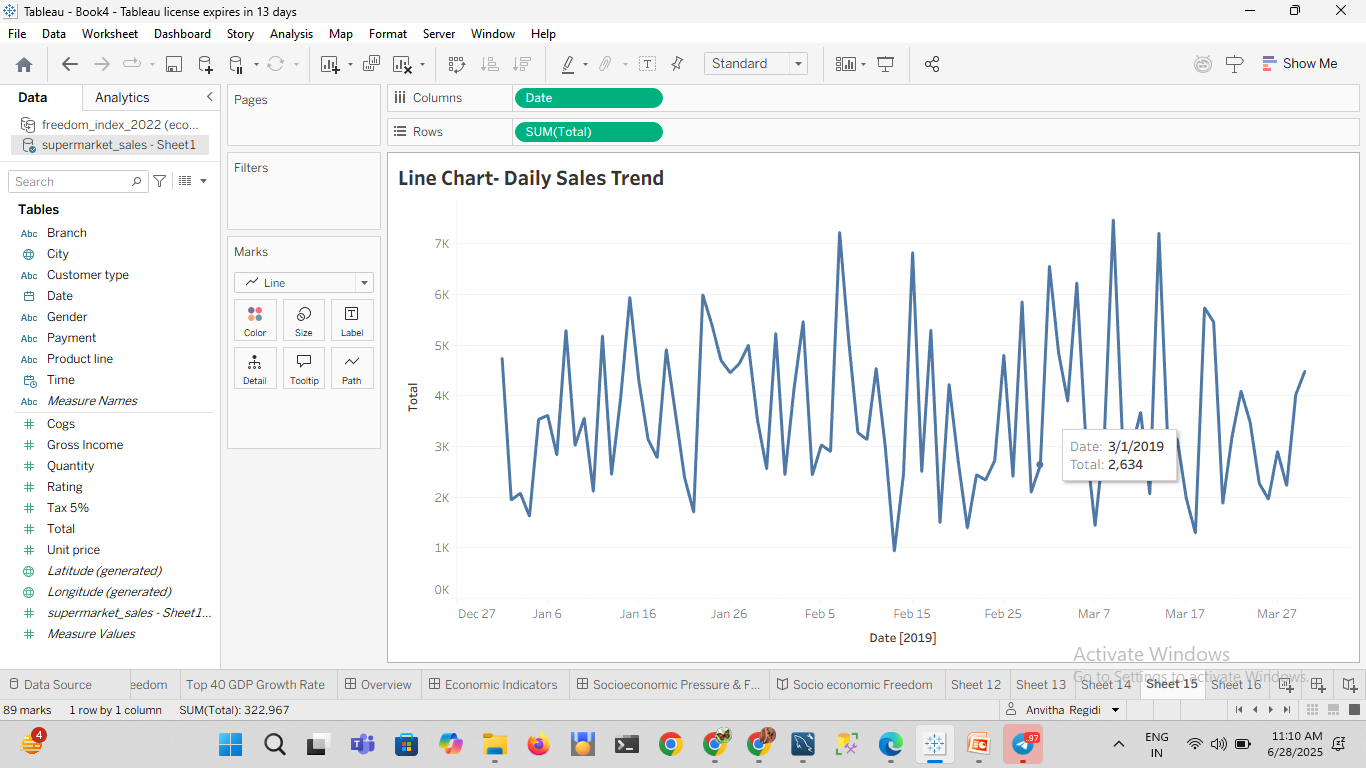 Tableau - Book4 - Tableau license expires in 13 days
File Data Worksheet Dashboard Story Analysis Map Format Server Window Help
Standard
Show Me
Data Analytics
freedom_index_2022 (eco...
supermarket_sales - Sheet1
Search
Tables
Abc Branch
City
Abc Customer type
Date
Abc Gender
Abc Payment
Abc Product line
Time
Abc Measure Names
Cogs
Gross Income
Quantity
Rating
Tax 5%
Total
Unit price
Latitude (generated)
Longitude (generated)
supermarket_sales - Sheet1...
Measure Values
Pages
Filters
Marks
Line
Color Size Label
Detail Tooltip Path
Columns Date
Rows SUM(Total)
Line Chart- Daily Sales Trend
7K
6K
5K
4K
3K
2K
1K
0K
Total
Date: 3/1/2019
Total: 2,634
Dec 27 Jan 6 Jan 16 Jan 26 Feb 5 Feb 15 Feb 25 Mar 7 Mar 17 Mar 27
Date [2019]
Activate Windows
Go to Settings to activate Windows.
Data Source eedom Top 40 GDP Growth Rate Overview Economic Indicators Socioeconomic Pressure & F... Socio economic Freedom Sheet 12 Sheet 13 Sheet 14 Sheet 15 Sheet 16
89 marks 1 row by 1 column SUM(Total): 322,967 Anvitha Regidi
4
97
ENG
IN
11:10 AM
6/28/2025